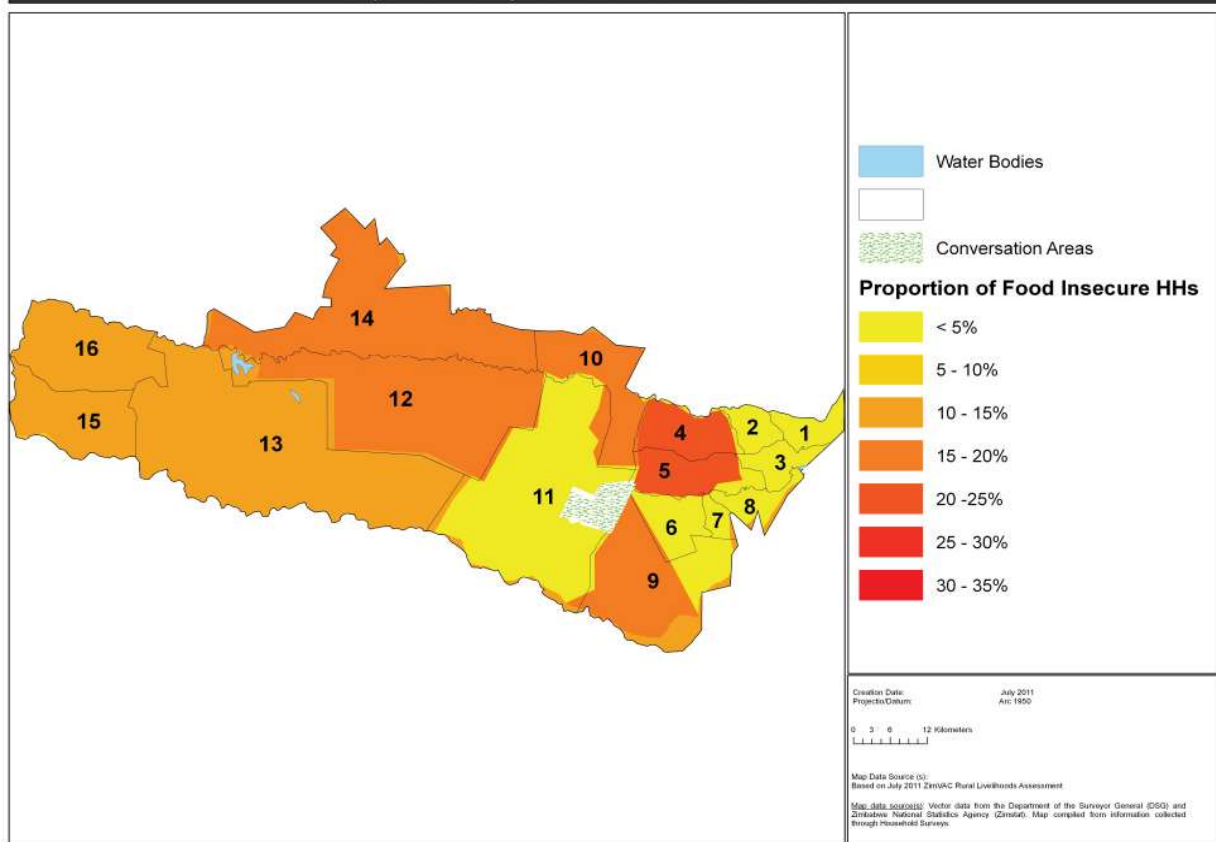 14
16
10
12
15
13
4
2
1
5
3
11
8
6
7
9
Water Bodies
Conversation Areas
Proportion of Food Insecure HHs
< 5%
5 - 10%
10 - 15%
15 - 20%
20 -25%
25 - 30%
30 - 35%
Creation Date: July 2011
Projectio/Datum: Arc 1950
0 3 6 12 Kilometers
Map Data Source (s):
Based on July 2011 ZimVAC Rural Livelihoods Assessment
Map data source(s): Vector data from the Department of the Surveyor General (DSG) and
Zimbabwe National Statistics Agency (Zimstat). Map compiled from information collected
through Household Surveys.